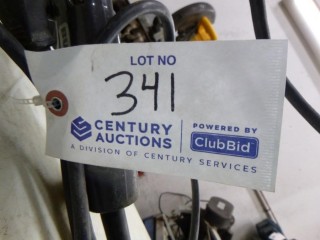 LOT NO
341
CENTURY AUCTIONS
POWERED BY
ClubBid
A DIVISION OF CENTURY SERVICES